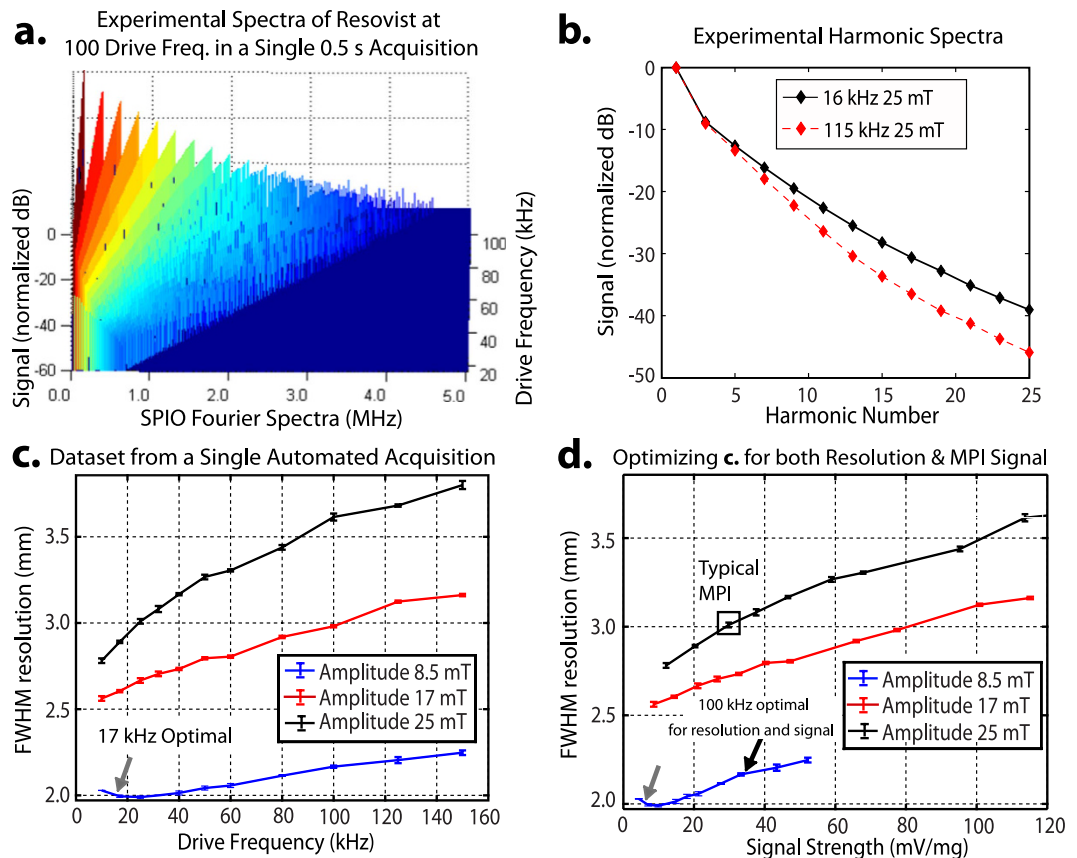 a.
Experimental Spectra of Resovist at
100 Drive Freq. in a Single 0.5 s Acquisition
Signal (normalized dB)
0
-20
-40
-60
0.0
1.0
2.0
3.0
4.0
5.0
SPIO Fourier Spectra (MHz)
100
80
60
40
20
Drive Frequency (kHz)
b.
Experimental Harmonic Spectra
Signal (normalized dB)
0
-10
-20
-30
-40
-50
16 kHz 25 mT
115 kHz 25 mT
0
5
10
15
20
25
Harmonic Number
c. Dataset from a Single Automated Acquisition
FWHM resolution (mm)
3.5
3.0
2.5
2.0
Amplitude 8.5 mT
Amplitude 17 mT
Amplitude 25 mT
17 kHz Optimal
0
20
40
60
80
100
120
140
160
Drive Frequency (kHz)
d. Optimizing c. for both Resolution & MPI Signal
FWHM resolution (mm)
3.5
3.0
2.5
2.0
Typical
MPI
Amplitude 8.5 mT
Amplitude 17 mT
Amplitude 25 mT
100 kHz optimal
for resolution and signal
0
20
40
60
80
100
120
Signal Strength (mV/mg)